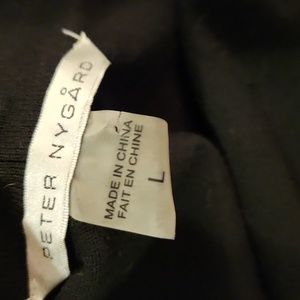 PETER NYGÅRD
MADE IN CHINA
FAIT EN CHINE
L